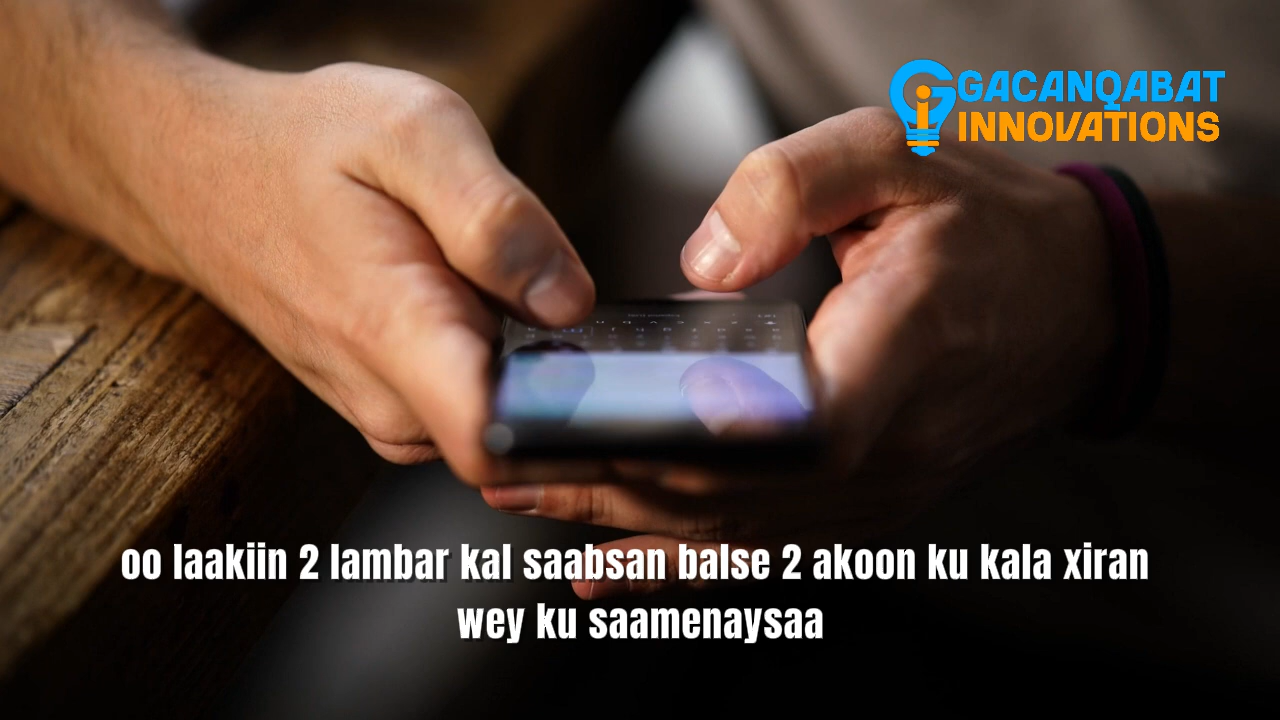 GACANQABAT
INNOVATIONS
oo laakiin 2 lambar kal saabsan balse 2 akoon ku kala xiran
wey ku saamenaysaa